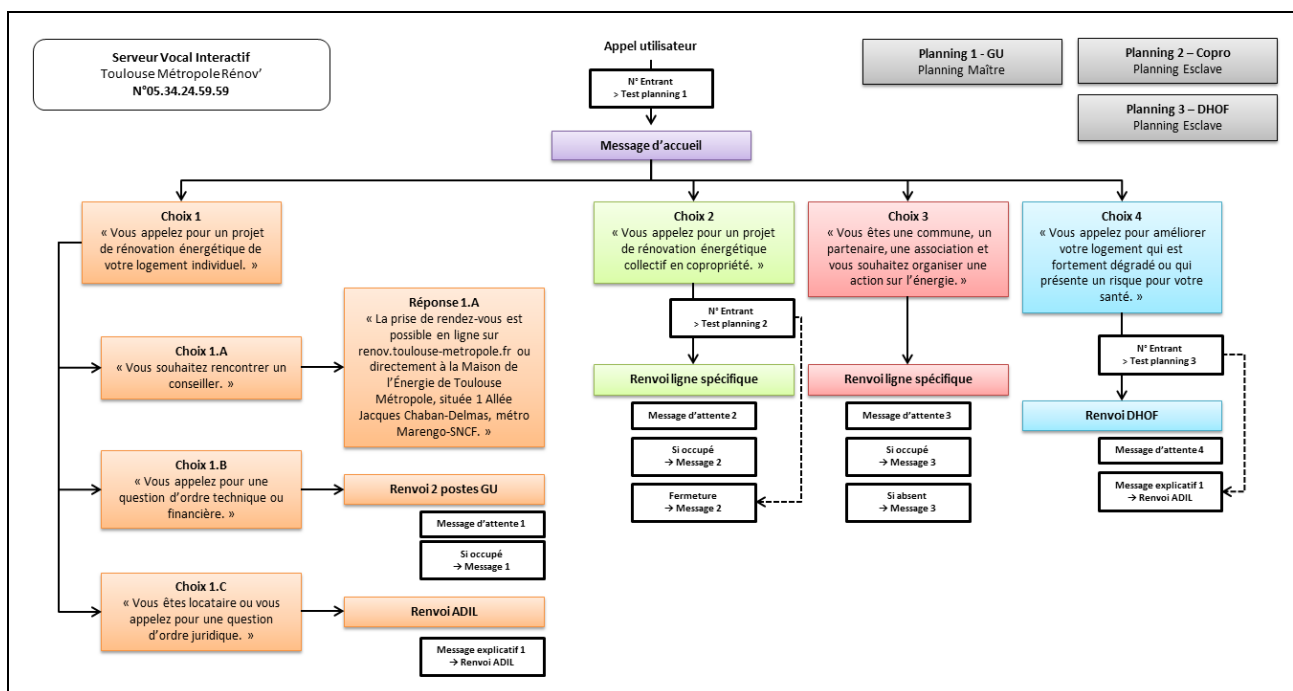 Serveur Vocal Interactif
Toulouse Métropole Rénov'
N°05.34.24.59.59
Appel utilisateur
N° Entrant
> Test planning 1
Planning 1 - GU
Planning Maître
Planning 2 – Copro
Planning Esclave
Planning 3 – DHOF
Planning Esclave
Message d'accueil
Choix 1
« Vous appelez pour un projet
de rénovation énergétique de
votre logement individuel. »
Choix 2
« Vous appelez pour un projet
de rénovation énergétique
collectif en copropriété. »
Choix 3
« Vous êtes une commune, un
partenaire, une association et
vous souhaitez organiser une
action sur l'énergie. »
Choix 4
« Vous appelez pour améliorer
votre logement qui est
fortement dégradé ou qui
présente un risque pour votre
santé. »
Choix 1.A
« Vous souhaitez rencontrer un
conseiller. »
Réponse 1.A
« La prise de rendez-vous est
possible en ligne sur
renov.toulouse-metropole.fr ou
directement à la Maison de
l'Énergie de Toulouse
Métropole, située 1 Allée
Jacques Chaban-Delmas, métro
Marengo-SNCF. »
N° Entrant
> Test planning 2
N° Entrant
> Test planning 3
Renvoi ligne spécifique
Message d'attente 2
Si occupé
→ Message 2
Fermeture
→ Message 2
Renvoi ligne spécifique
Message d'attente 3
Si occupé
→ Message 3
Si absent
→ Message 3
Renvoi DHOF
Message d'attente 4
Message explicatif 1
→ Renvoi ADIL
Choix 1.B
« Vous appelez pour une
question d'ordre technique ou
financière. »
Renvoi 2 postes GU
Message d'attente 1
Si occupé
→ Message 1
Choix 1.C
« Vous êtes locataire ou vous
appelez pour une question
d'ordre juridique. »
Renvoi ADIL
Message explicatif 1
→ Renvoi ADIL